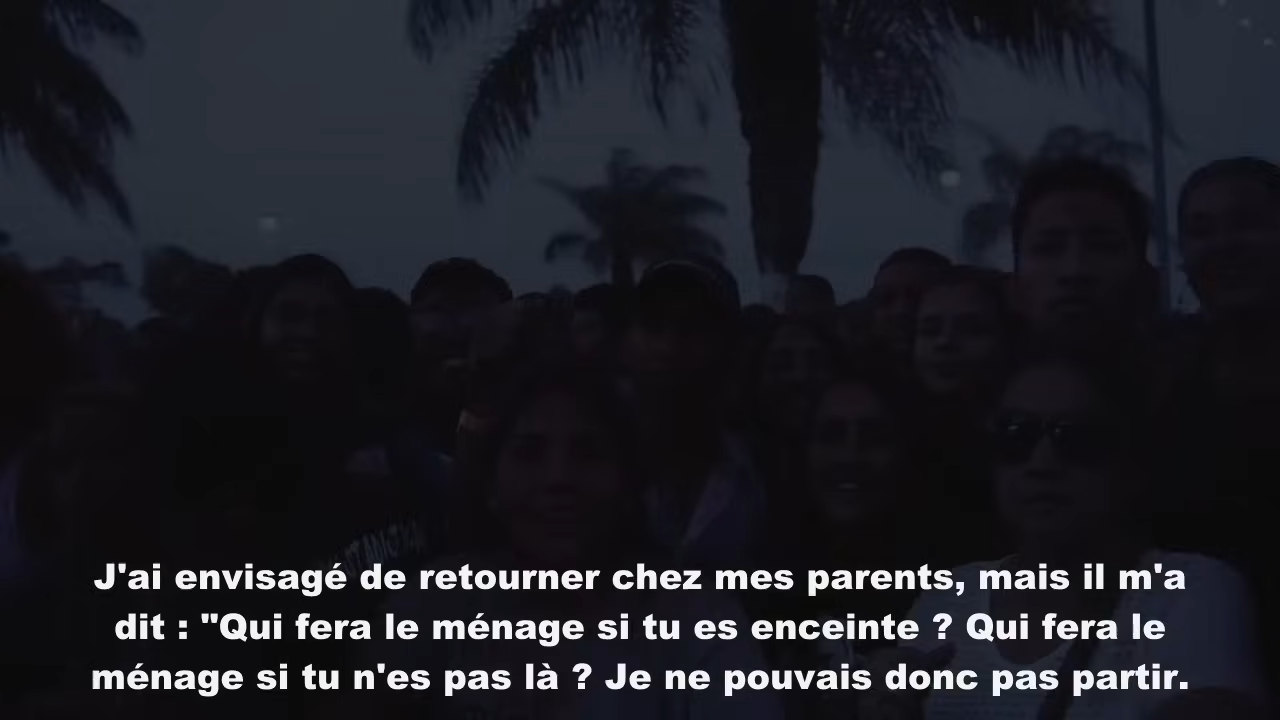 J'ai envisagé de retourner chez mes parents, mais il m'a
dit : "Qui fera le ménage si tu es enceinte ? Qui fera le
ménage si tu n'es pas là ? Je ne pouvais donc pas partir.